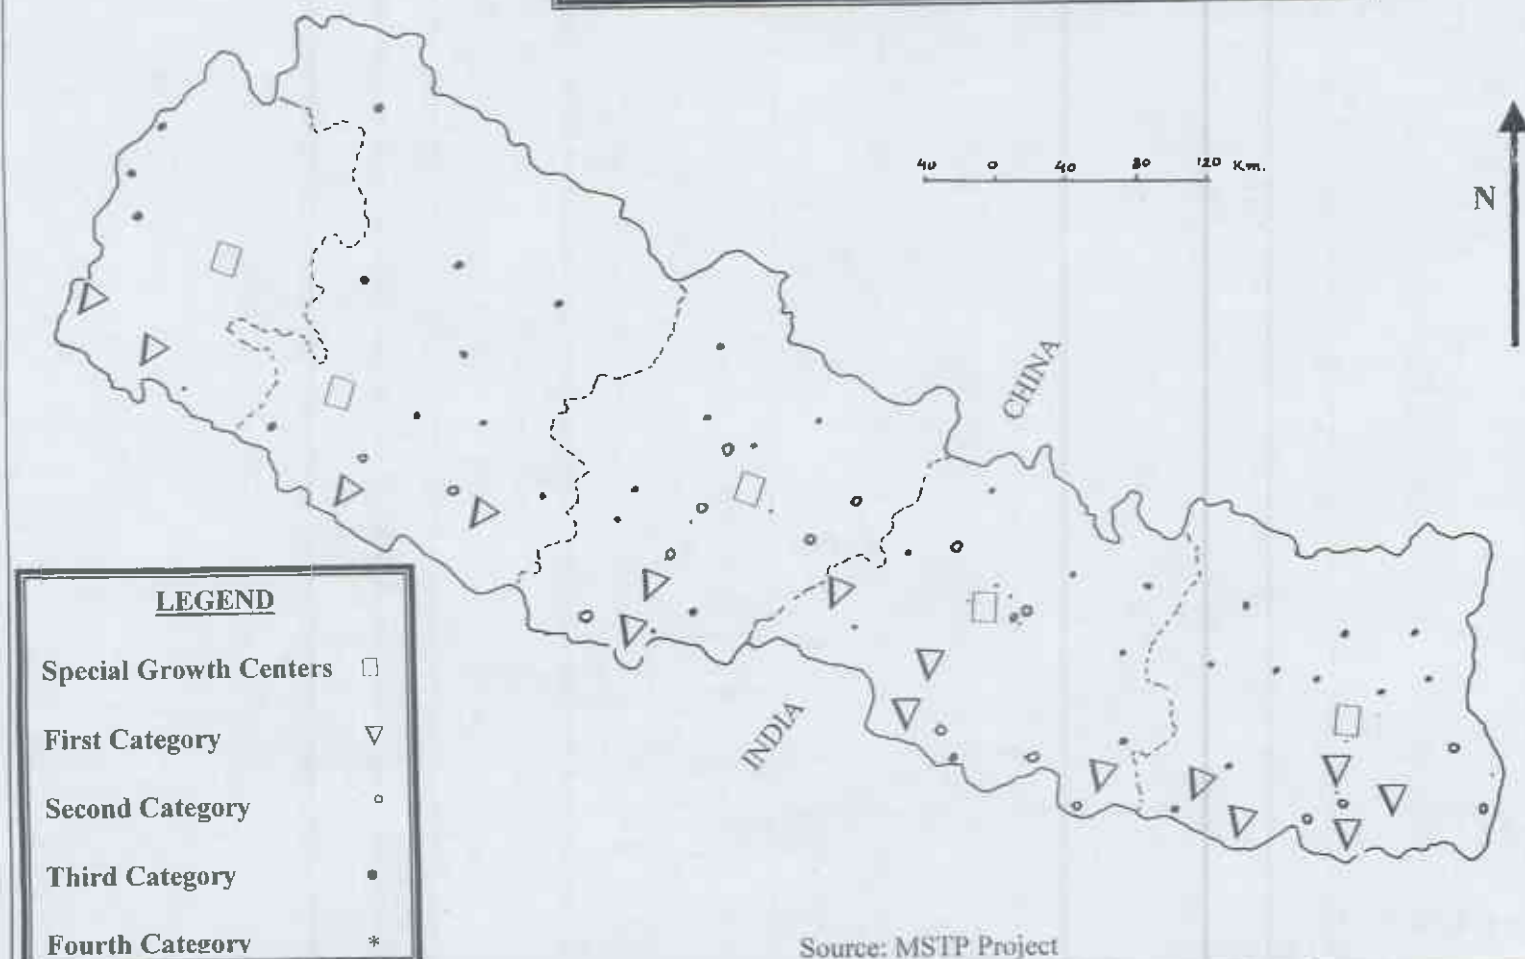 40 0 40 80 120 Km.
N
CHINA
INDIA
LEGEND
Special Growth Centers
First Category
Second Category
Third Category
Fourth Category *
Source: MSTP Project